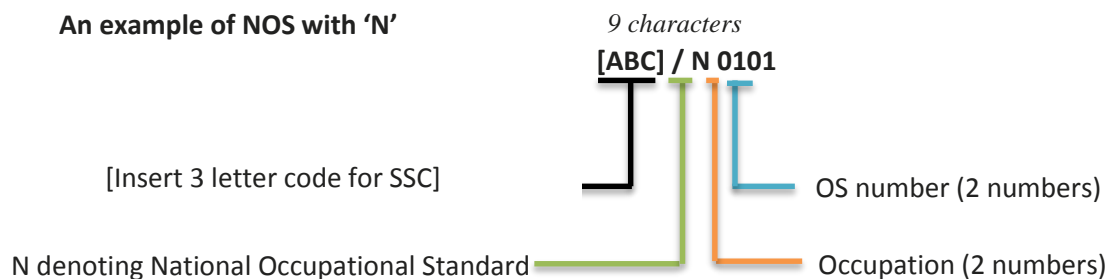 An example of NOS with ‘N’
9 characters
[ABC] / N 0101
[Insert 3 letter code for SSC]
OS number (2 numbers)
N denoting National Occupational Standard
Occupation (2 numbers)